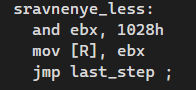 sravnenye_less:
and ebx, 1028h
mov [R], ebx
jmp last_step ;